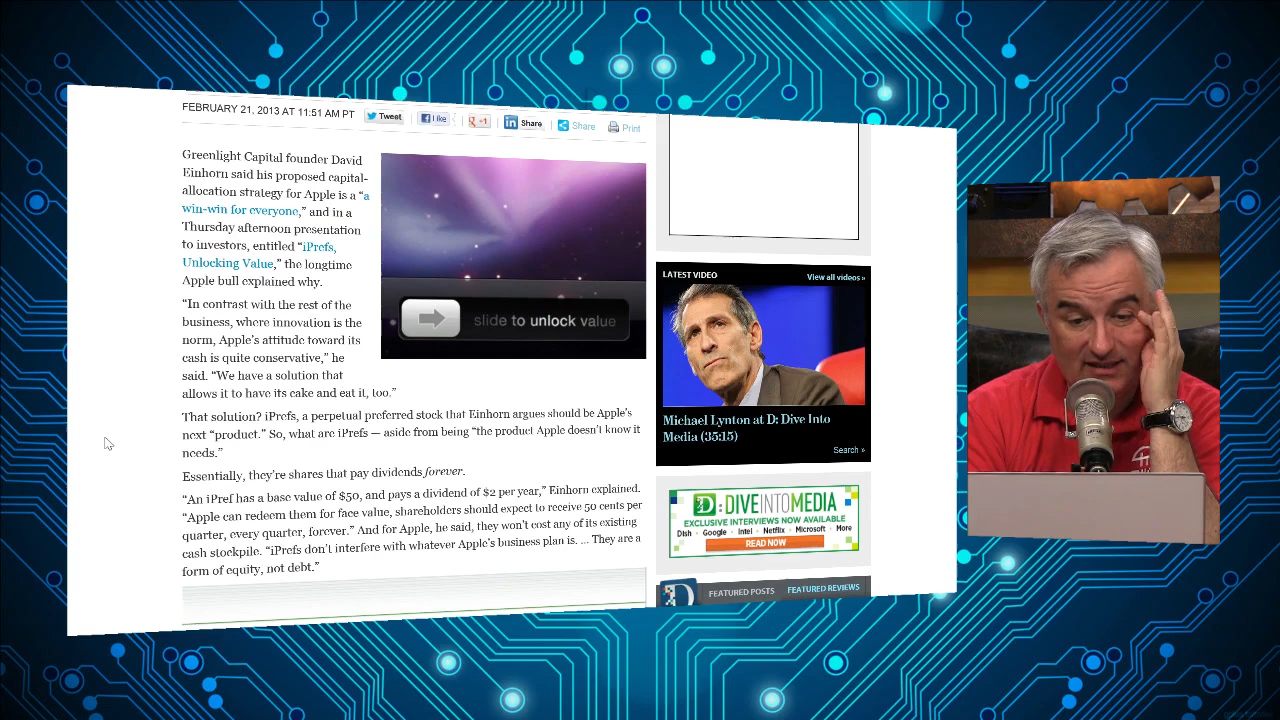 FEBRUARY 21, 2013 AT 11:51 AM PT
Tweet
Like
+1
Share
Share
Print
Greenlight Capital founder David
Einhorn said his proposed capital-
allocation strategy for Apple is a “a
win-win for everyone,” and in a
Thursday afternoon presentation
to investors, entitled “iPrefs,
Unlocking Value,” the longtime
Apple bull explained why.
“In contrast with the rest of the
business, where innovation is the
norm, Apple’s attitude toward its
cash is quite conservative,” he
said. “We have a solution that
allows it to have its cake and eat it, too.”
That solution? iPrefs, a perpetual preferred stock that Einhorn argues should be Apple’s
next “product.” So, what are iPrefs — aside from being “the product Apple doesn’t know it
needs.”
Essentially, they’re shares that pay dividends forever.
“An iPref has a base value of $50, and pays a dividend of $2 per year,” Einhorn explained.
“Apple can redeem them for face value, shareholders should expect to receive 50 cents per
quarter, every quarter, forever.” And for Apple, he said, they won’t cost any of its existing
cash stockpile. “iPrefs don’t interfere with whatever Apple’s business plan is. ... They are a
form of equity, not debt.”
slide to unlock value
LATEST VIDEO
View all videos »
Michael Lynton at D: Dive Into
Media (35:15)
Search »
D: DIVEINTOMEDIA
EXCLUSIVE INTERVIEWS NOW AVAILABLE
Dish · Google · Intel · Netflix · Microsoft · More
READ NOW
D
FEATURED POSTS
FEATURED REVIEWS